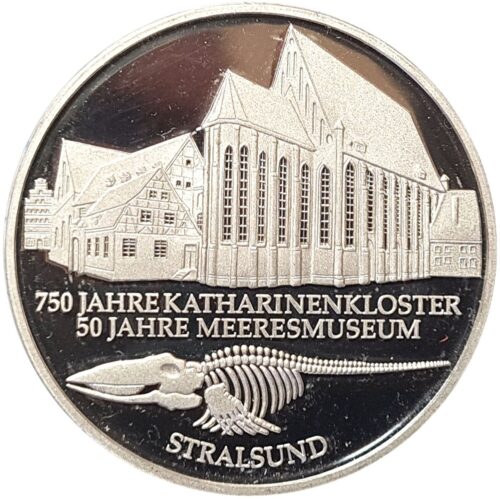 750 JAHRE KATHARINENKLOSTER
50 JAHRE MEERESMUSEUM
STRALSUND